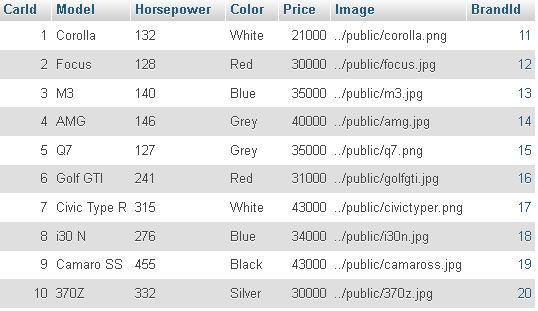 CarId Model Horsepower Color Price Image BrandId
1 Corolla 132 White 21000 ../public/corolla.png 11
2 Focus 128 Red 30000 ../public/focus.jpg 12
3 M3 140 Blue 35000 ../public/m3.jpg 13
4 AMG 146 Grey 40000 ../public/amg.jpg 14
5 Q7 127 Grey 35000 ../public/q7.png 15
6 Golf GTI 241 Red 31000 ../public/golfgti.jpg 16
7 Civic Type R 315 White 43000 ../public/civictyper.png 17
8 i30 N 276 Blue 34000 ../public/i30n.jpg 18
9 Camaro SS 455 Black 43000 ../public/camaross.jpg 19
10 370Z 332 Silver 30000 ../public/370z.jpg 20